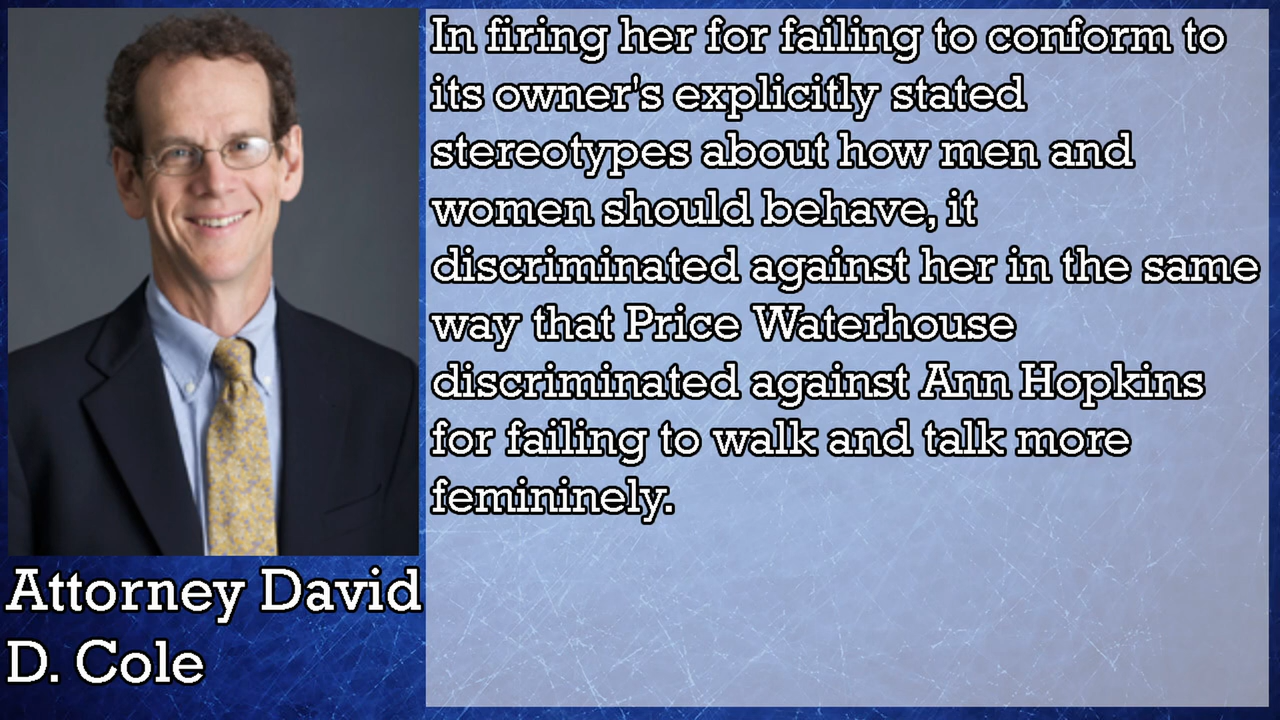 In firing her for failing to conform to
its owner's explicitly stated
stereotypes about how men and
women should behave, it
discriminated against her in the same
way that Price Waterhouse
discriminated against Ann Hopkins
for failing to walk and talk more
femininely.
Attorney David
D. Cole